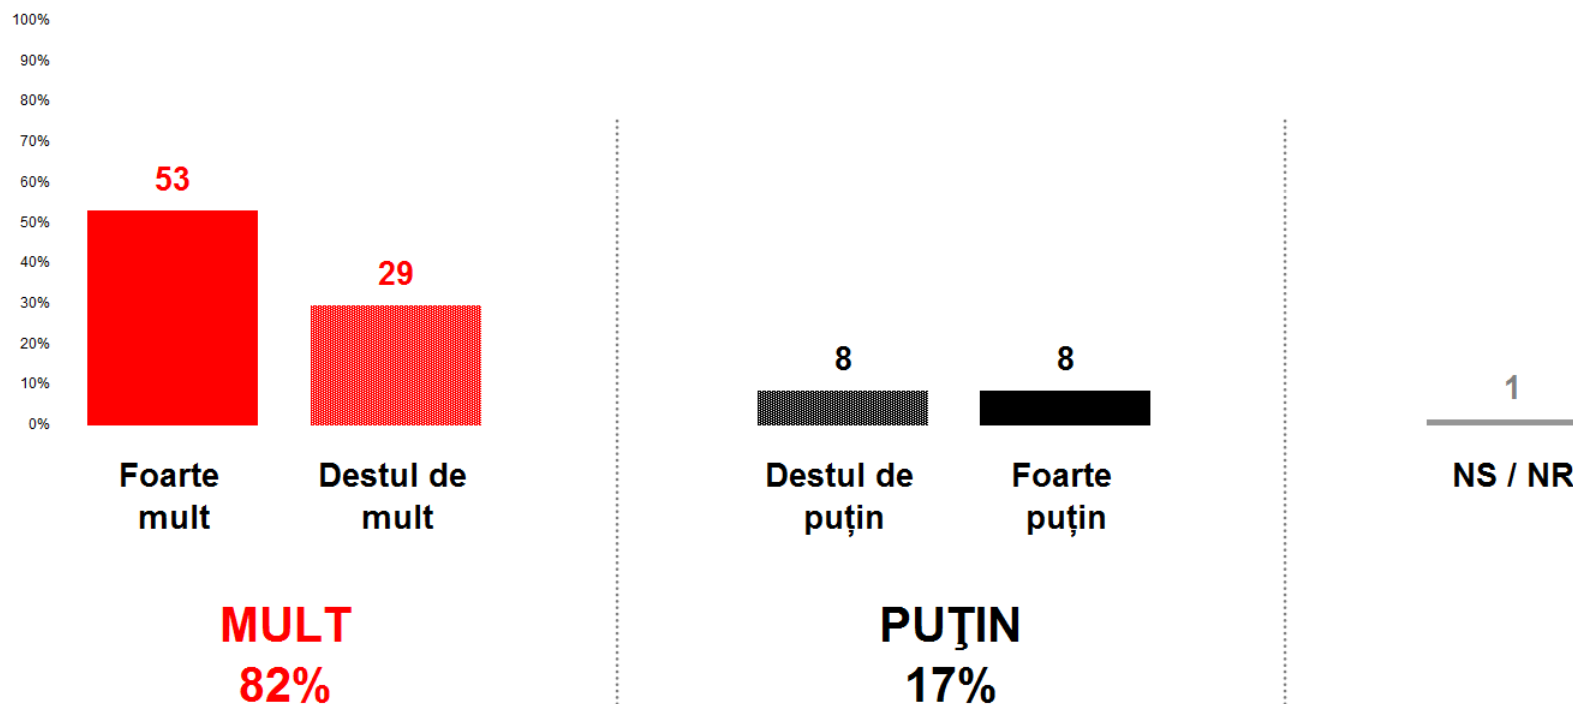 100%
90%
80%
70%
60%
50%
40%
30%
20%
10%
0%
53
29
8
8
1
Foarte mult
Destul de mult
Destul de puțin
Foarte puțin
NS / NR
MULT
82%
PUŢIN
17%